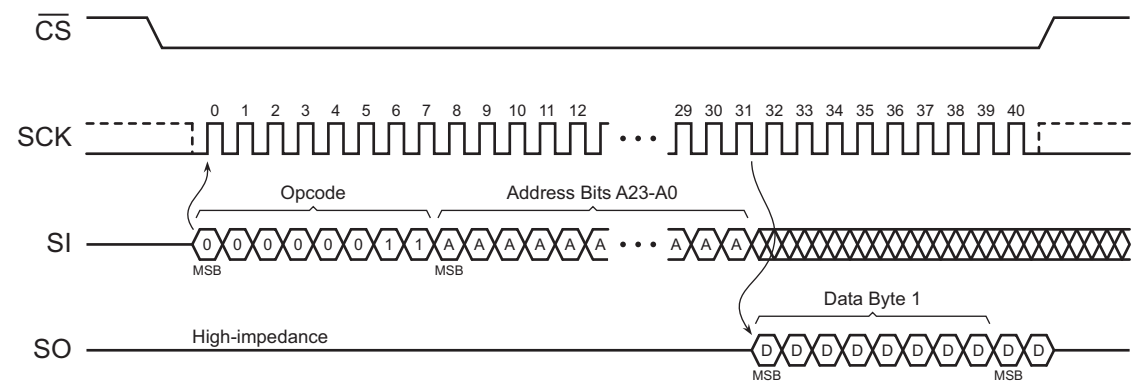 CS
0 1 2 3 4 5 6 7 8 9 10 11 12 29 30 31 32 33 34 35 36 37 38 39 40
SCK
Opcode Address Bits A23-A0
SI 0 0 0 0 0 0 1 1 A A A A A A • • • A A A
MSB MSB
Data Byte 1
High-impedance
SO D D D D D D D D D D
MSB MSB